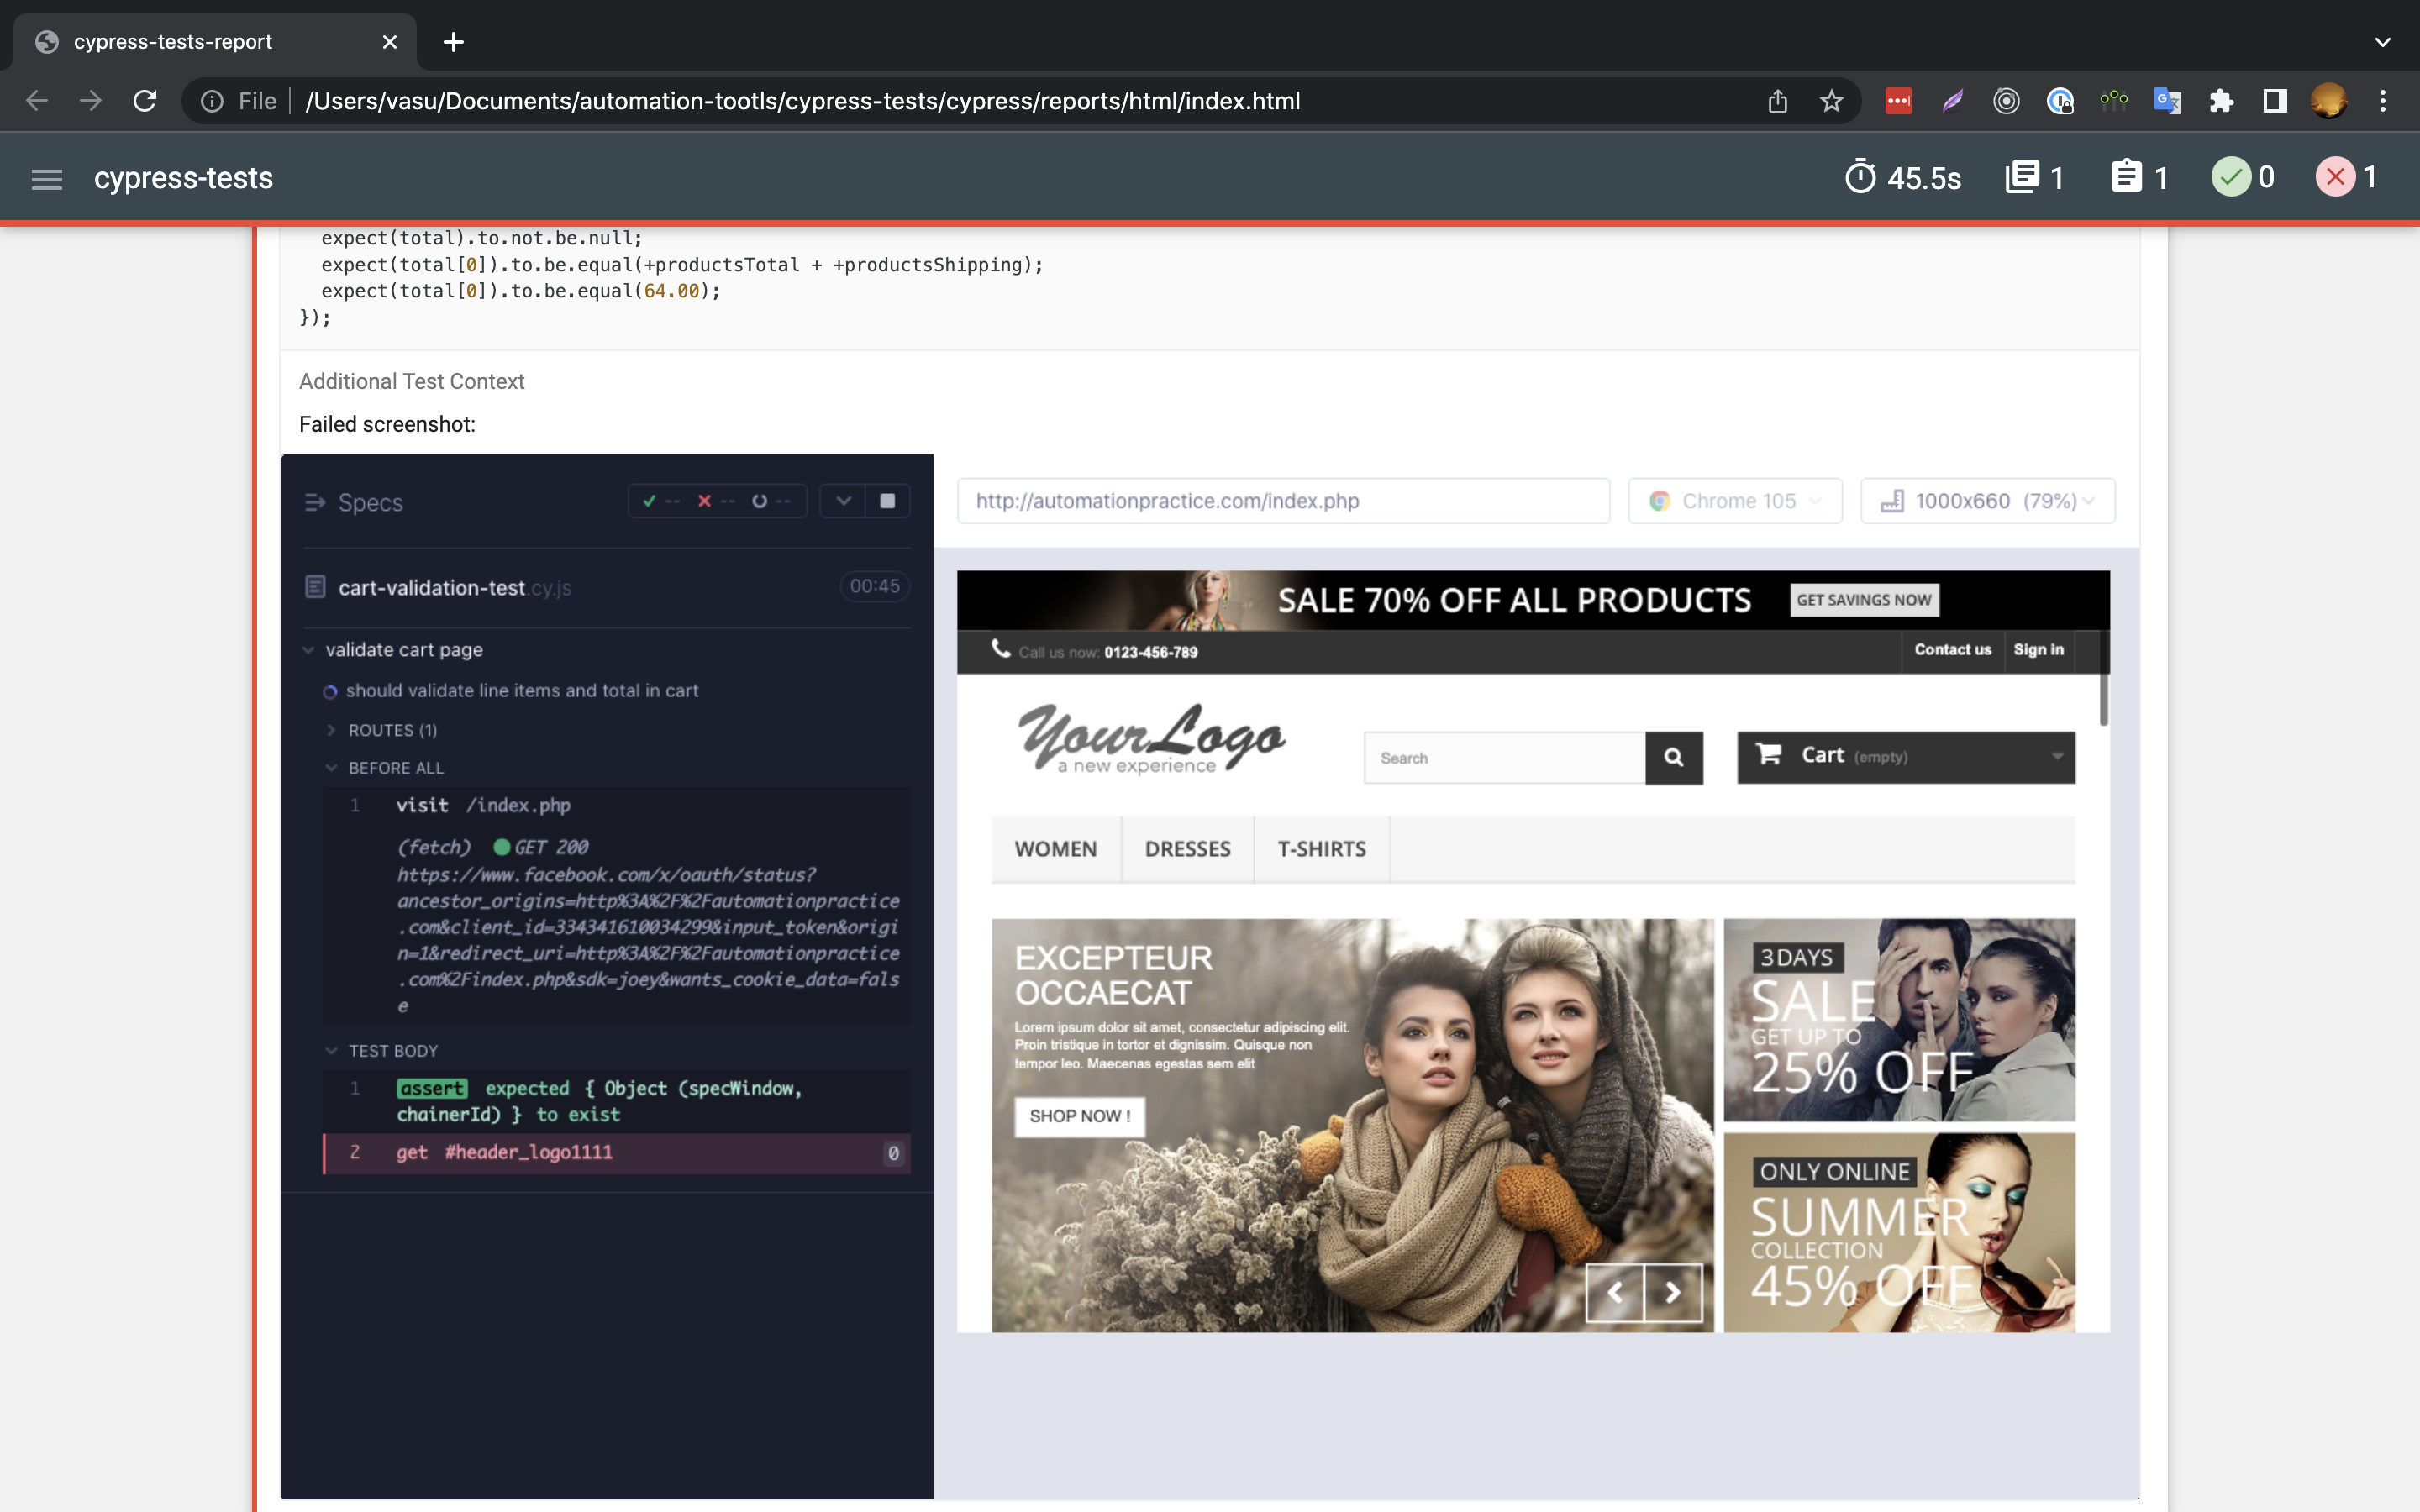 cypress-tests-report
File /Users/vasu/Documents/automation-tootls/cypress-tests/cypress/reports/html/index.html
cypress-tests
45.5s 1 1 0 1
expect(total).to.not.be.null;
expect(total[0]).to.be.equal(+productsTotal + +productsShipping);
expect(total[0]).to.be.equal(64.00);
});
Additional Test Context
Failed screenshot:
Specs
-- -- --
cart-validation-test.cy.js 00:45
validate cart page
should validate line items and total in cart
ROUTES (1)
BEFORE ALL
1 visit /index.php
(fetch) GET 200
https://www.facebook.com/x/oauth/status?
ancestor_origins=http%3A%2F%2Fautomationpractice
.com&client_id=334341610034299&input_token&origi
n=1&redirect_uri=http%3A%2F%2Fautomationpractice
.com%2Findex.php&sdk=joey&wants_cookie_data=fals
e
TEST BODY
1 assert expected { Object (specWindow,
chainerId) } to exist
2 get #header_logo1111 0
http://automationpractice.com/index.php
Chrome 105
1000x660 (79%)
SALE 70% OFF ALL PRODUCTS GET SAVINGS NOW
Call us now: 0123-456-789 Contact us Sign in
Your Logo
a new experience
Search
Cart (empty)
WOMEN DRESSES T-SHIRTS
EXCEPTEUR
OCCAECAT
Lorem ipsum dolor sit amet, consectetur adipiscing elit.
Proin tristique in tortor et dignissim. Quisque non
tempor leo. Maecenas egestas sem elit
SHOP NOW !
3 DAYS
SALE
GET UP TO
25% OFF
ONLY ONLINE
SUMMER
COLLECTION
45% OFF